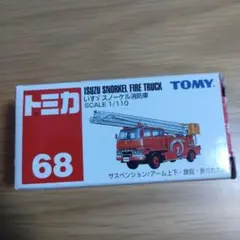 ISUZU SNORKEL FIRE TRUCK
いすゞ スノーケル消防車
SCALE 1/110
TOMY
トミカ
68
サスペンション/アーム上下・旋回・折りたたみ